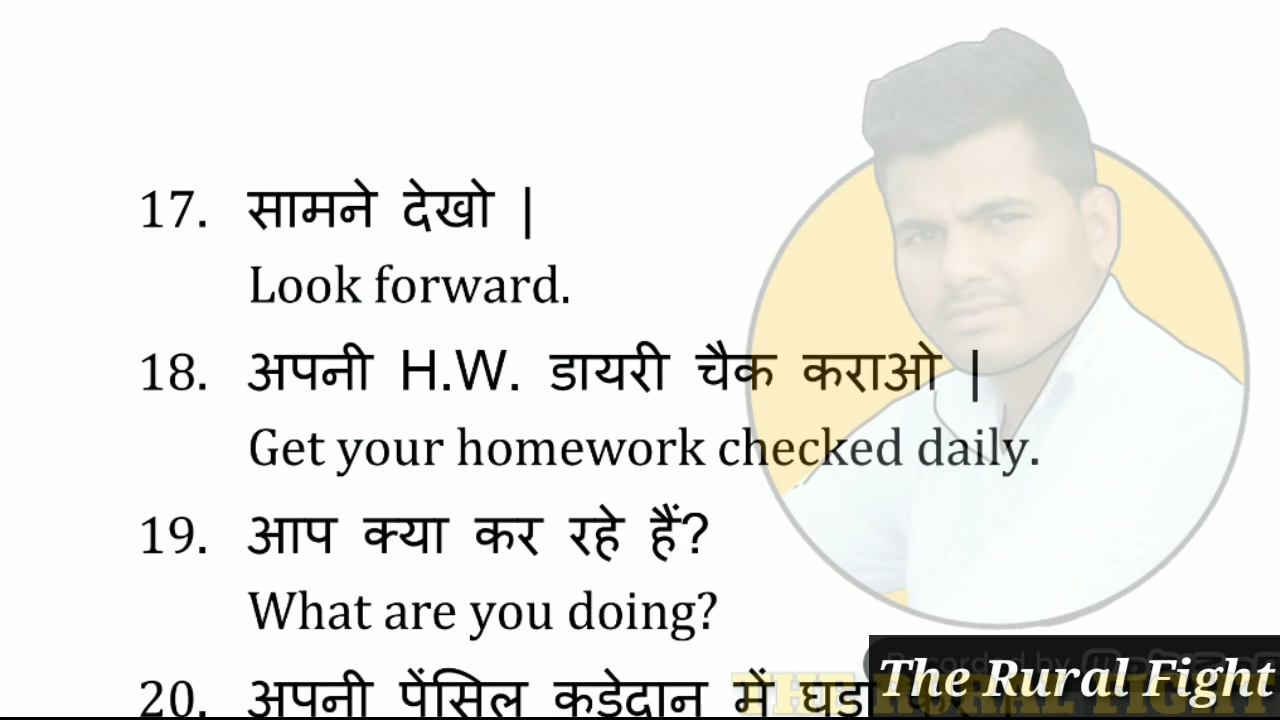 17. सामने देखो |
Look forward.
18. अपनी H.W. डायरी चैक कराओ |
Get your homework checked daily.
19. आप क्या कर रहे हैं?
What are you doing?
20. अपनी पेंसिल कूड़ेदान में
The Rural Fight